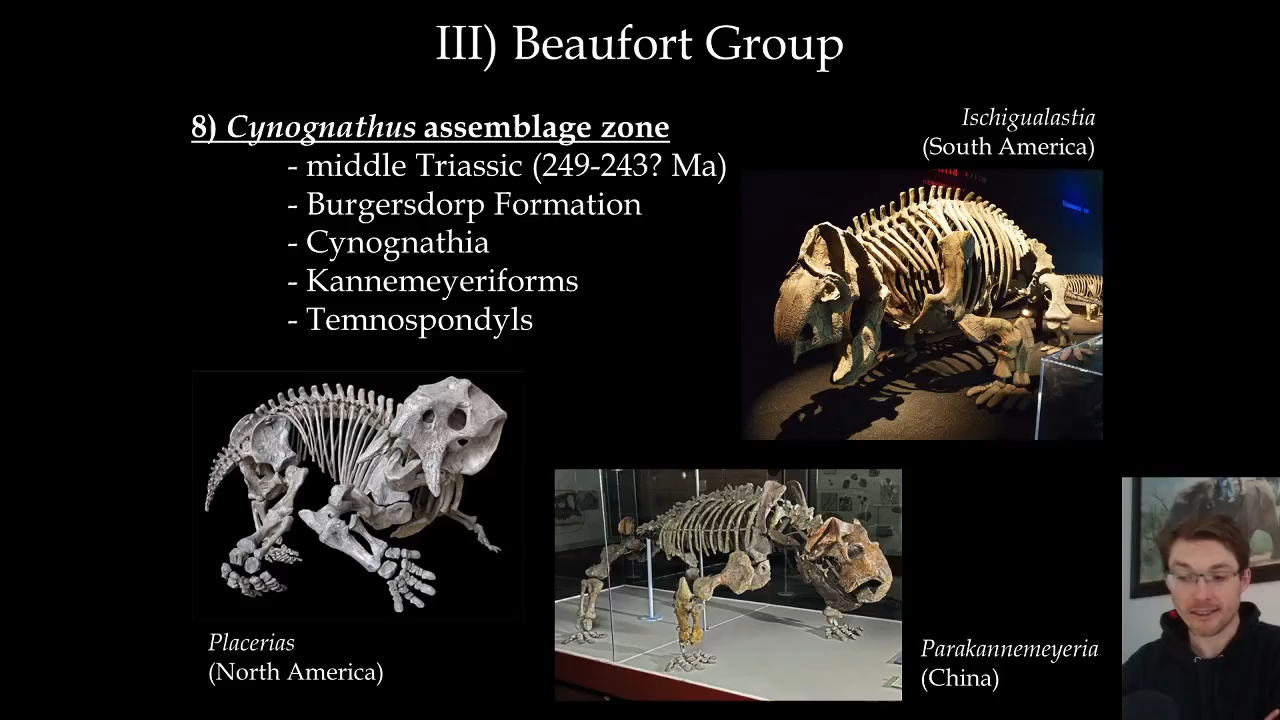 III) Beaufort Group
8) Cynognathus assemblage zone
- middle Triassic (249-243? Ma)
- Burgersdorp Formation
- Cynognathia
- Kannemeyeriforms
- Temnospondyls
Ischigualastia
(South America)
Placerias
(North America)
Parakannemeyeria
(China)